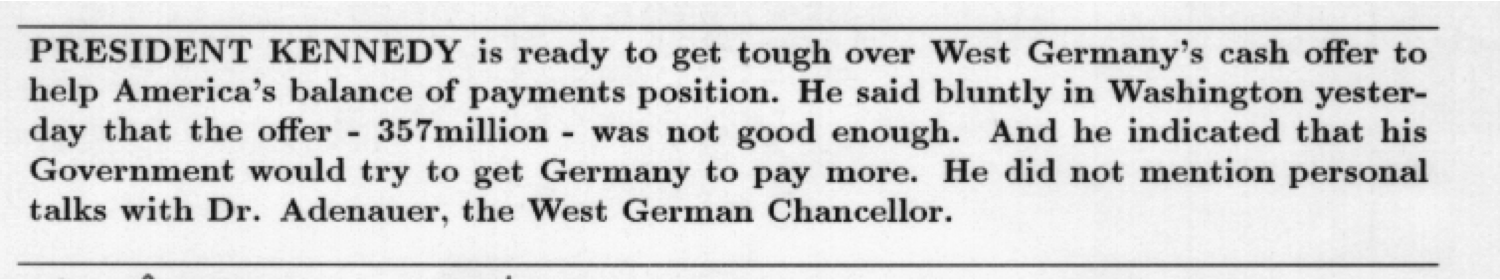 PRESIDENT KENNEDY is ready to get tough over West Germany's cash offer to
help America's balance of payments position. He said bluntly in Washington yester-
day that the offer - 357million - was not good enough. And he indicated that his
Government would try to get Germany to pay more. He did not mention personal
talks with Dr. Adenauer, the West German Chancellor.